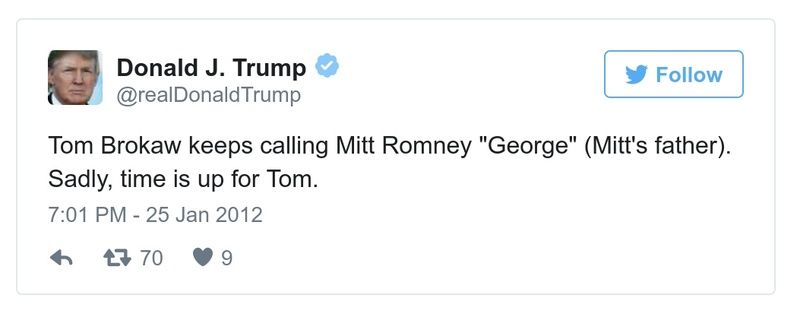 Donald J. Trump
@realDonaldTrump
Follow
Tom Brokaw keeps calling Mitt Romney "George" (Mitt's father).
Sadly, time is up for Tom.
7:01 PM - 25 Jan 2012
70 9